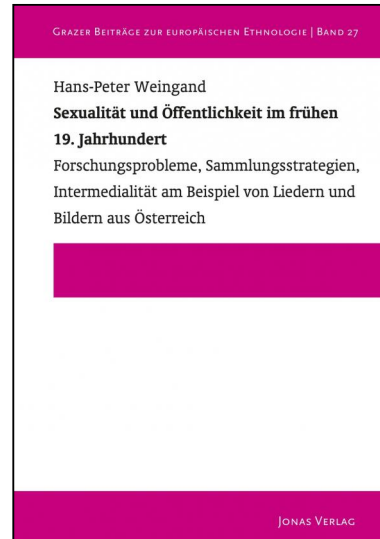 GRAZER BEITRÄGE ZUR EUROPÄISCHEN ETHNOLOGIE | BAND 27
Hans-Peter Weingand
Sexualität und Öffentlichkeit im frühen
19. Jahrhundert
Forschungsprobleme, Sammlungsstrategien,
Intermedialität am Beispiel von Liedern und
Bildern aus Österreich
JONAS VERLAG